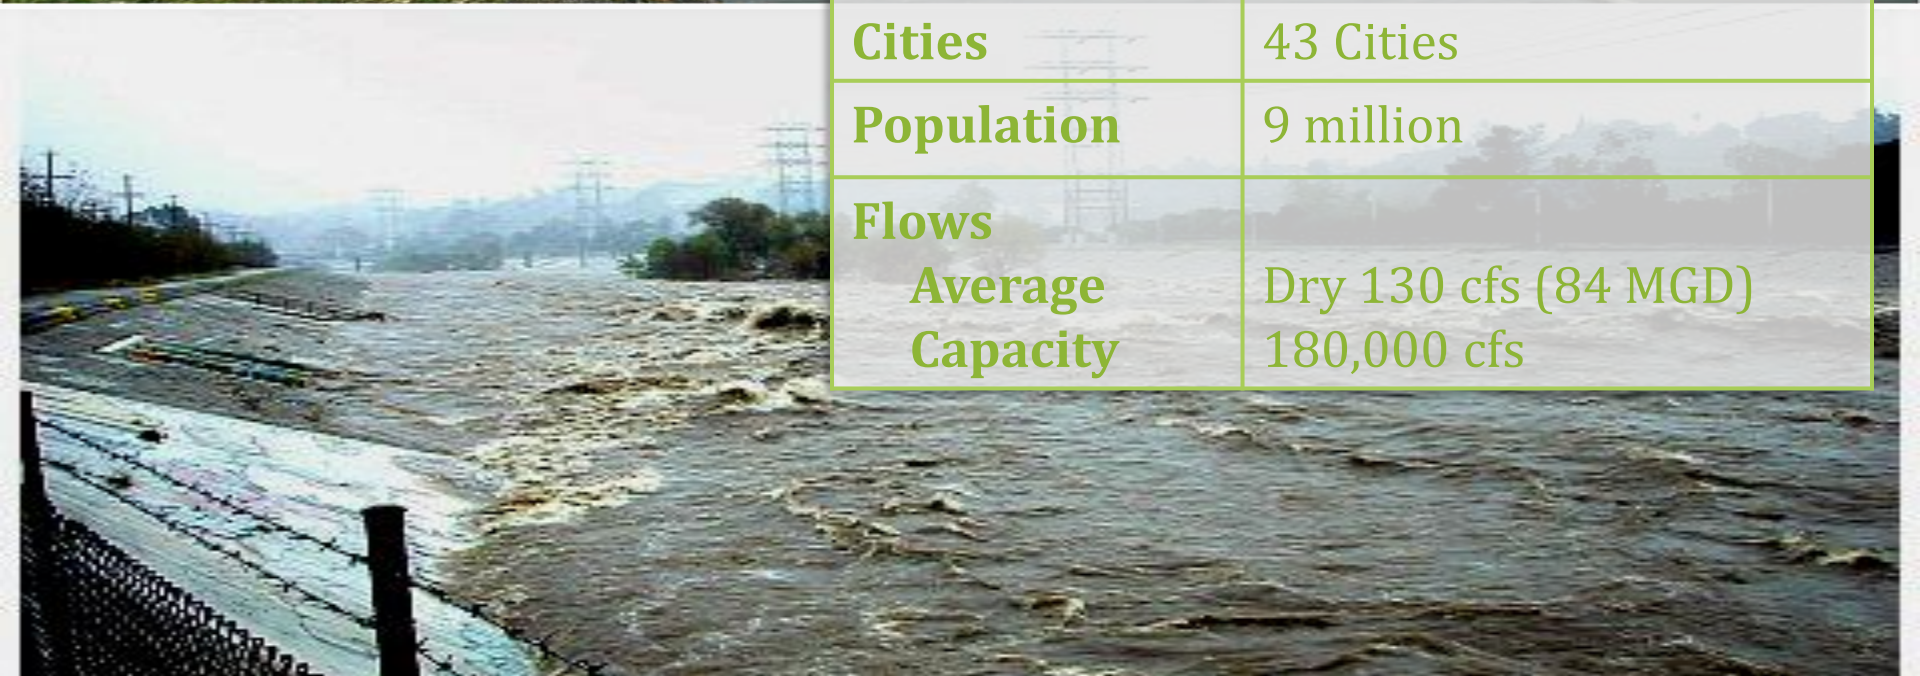 Cities 43 Cities
Population 9 million
Flows
Average Dry 130 cfs (84 MGD)
Capacity 180,000 cfs